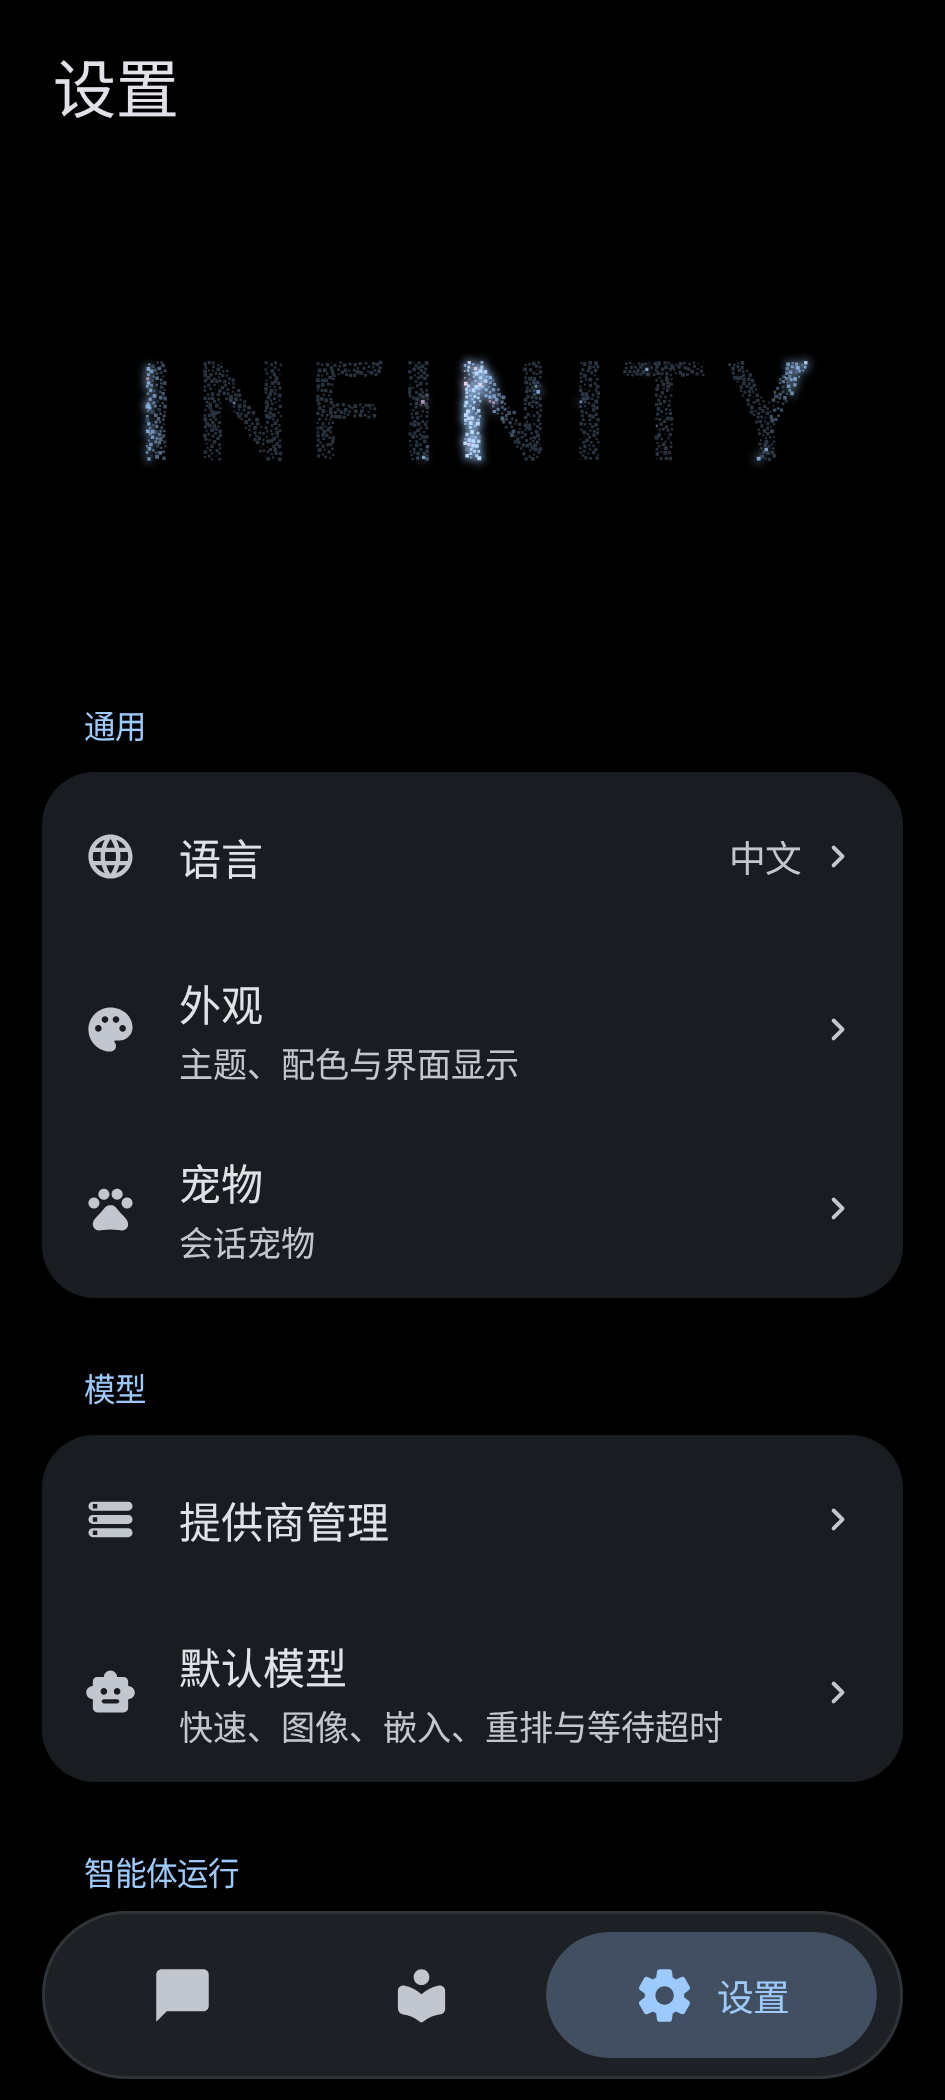 设置
INFINITY
通用
语言
中文
外观
主题、配色与界面显示
宠物
会话宠物
模型
提供商管理
默认模型
快速、图像、嵌入、重排与等待超时
智能体运行
设置